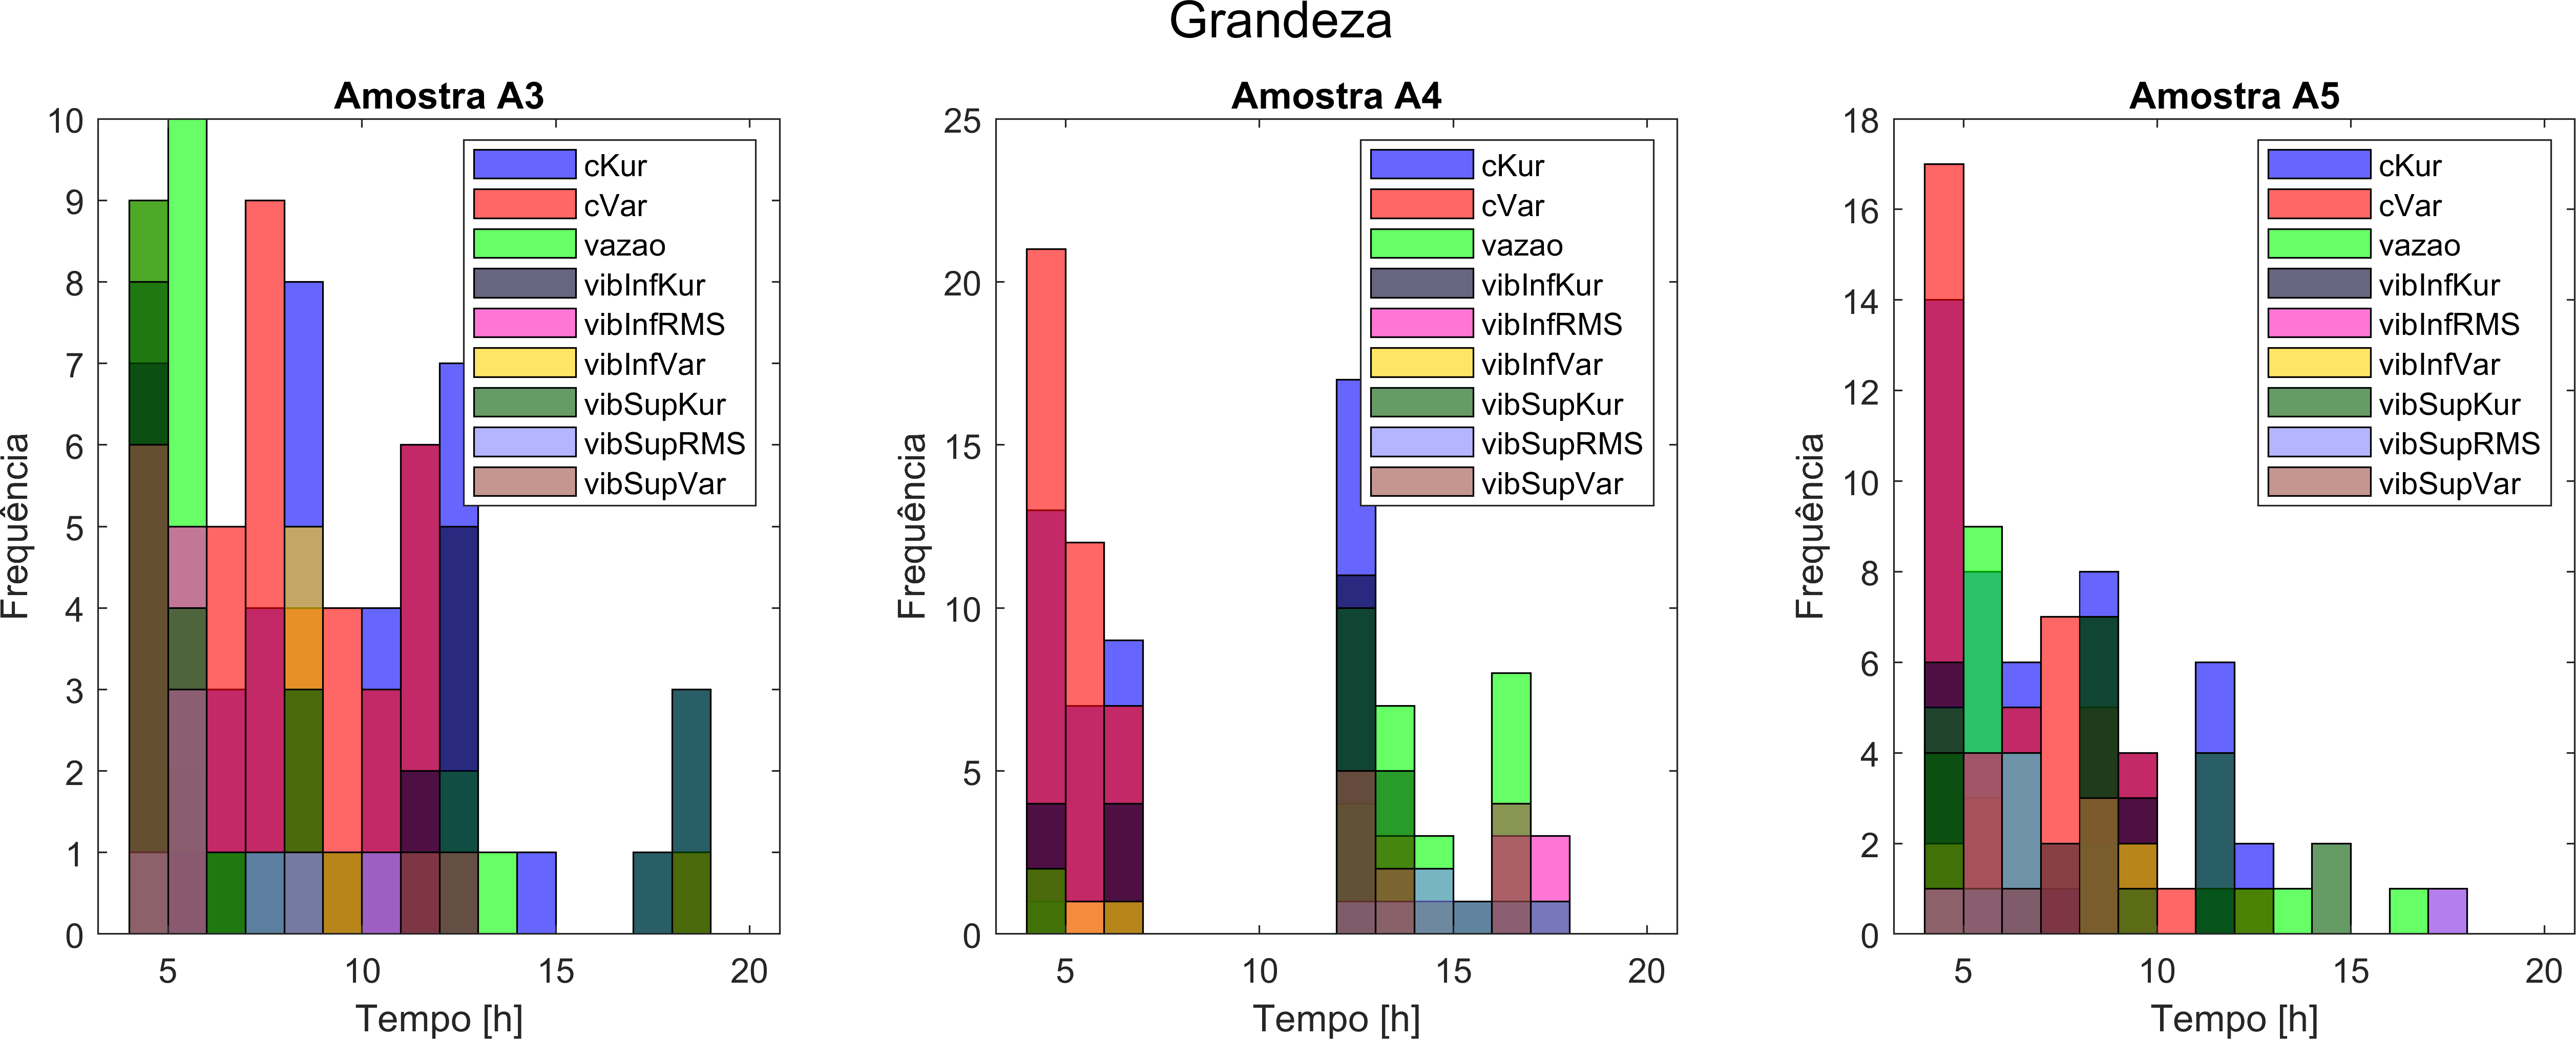 Grandeza
Amostra A3
10
9
8
7
6
5
4
3
2
1
0
5
10
15
20
Frequência
Tempo [h]
cKur
cVar
vazao
vibInfKur
vibInfRMS
vibInfVar
vibSupKur
vibSupRMS
vibSupVar
Amostra A4
25
20
15
10
5
0
5
10
15
20
Frequência
Tempo [h]
cKur
cVar
vazao
vibInfKur
vibInfRMS
vibInfVar
vibSupKur
vibSupRMS
vibSupVar
Amostra A5
18
16
14
12
10
8
6
4
2
0
5
10
15
20
Frequência
Tempo [h]
cKur
cVar
vazao
vibInfKur
vibInfRMS
vibInfVar
vibSupKur
vibSupRMS
vibSupVar